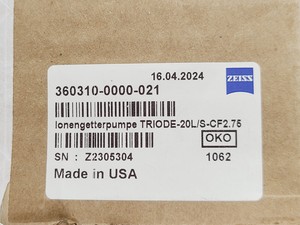 16.04.2024
360310-0000-021
ZEISS
Ionengetterpumpe TRIODE-20L/S-CF2.75
OKO
SN : Z2305304
1062
Made in USA